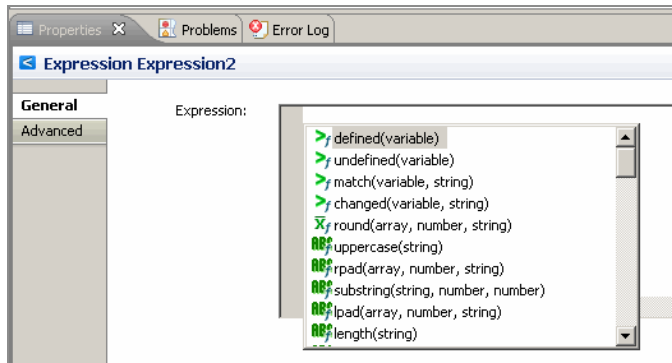 Properties Problems Error Log
Expression Expression2
General
Advanced
Expression:
defined(variable)
undefined(variable)
match(variable, string)
changed(variable, string)
round(array, number, string)
uppercase(string)
rpad(array, number, string)
substring(string, number, number)
lpad(array, number, string)
length(string)